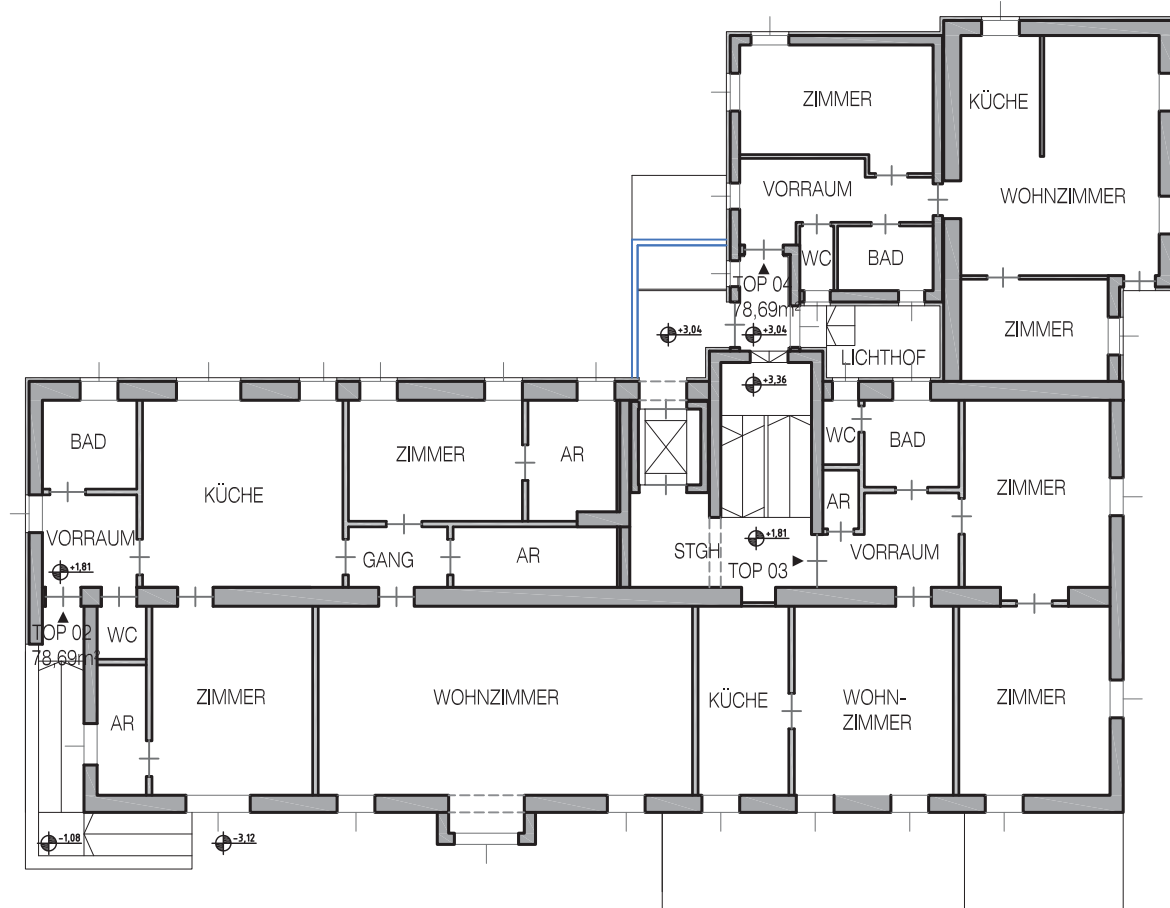 ZIMMER
KÜCHE
VORRAUM
WOHNZIMMER
WC
BAD
TOP 04
78,69m²
+3,04
+3,04
ZIMMER
LICHTHOF
+3,36
BAD
ZIMMER
AR
WC
BAD
KÜCHE
ZIMMER
AR
VORRAUM
GANG
AR
STGH
+1,81
TOP 03
VORRAUM
+1,81
TOP 02
78,69m²
WC
AR
ZIMMER
WOHNZIMMER
KÜCHE
WOHN-
ZIMMER
ZIMMER
-1,08
-3,12